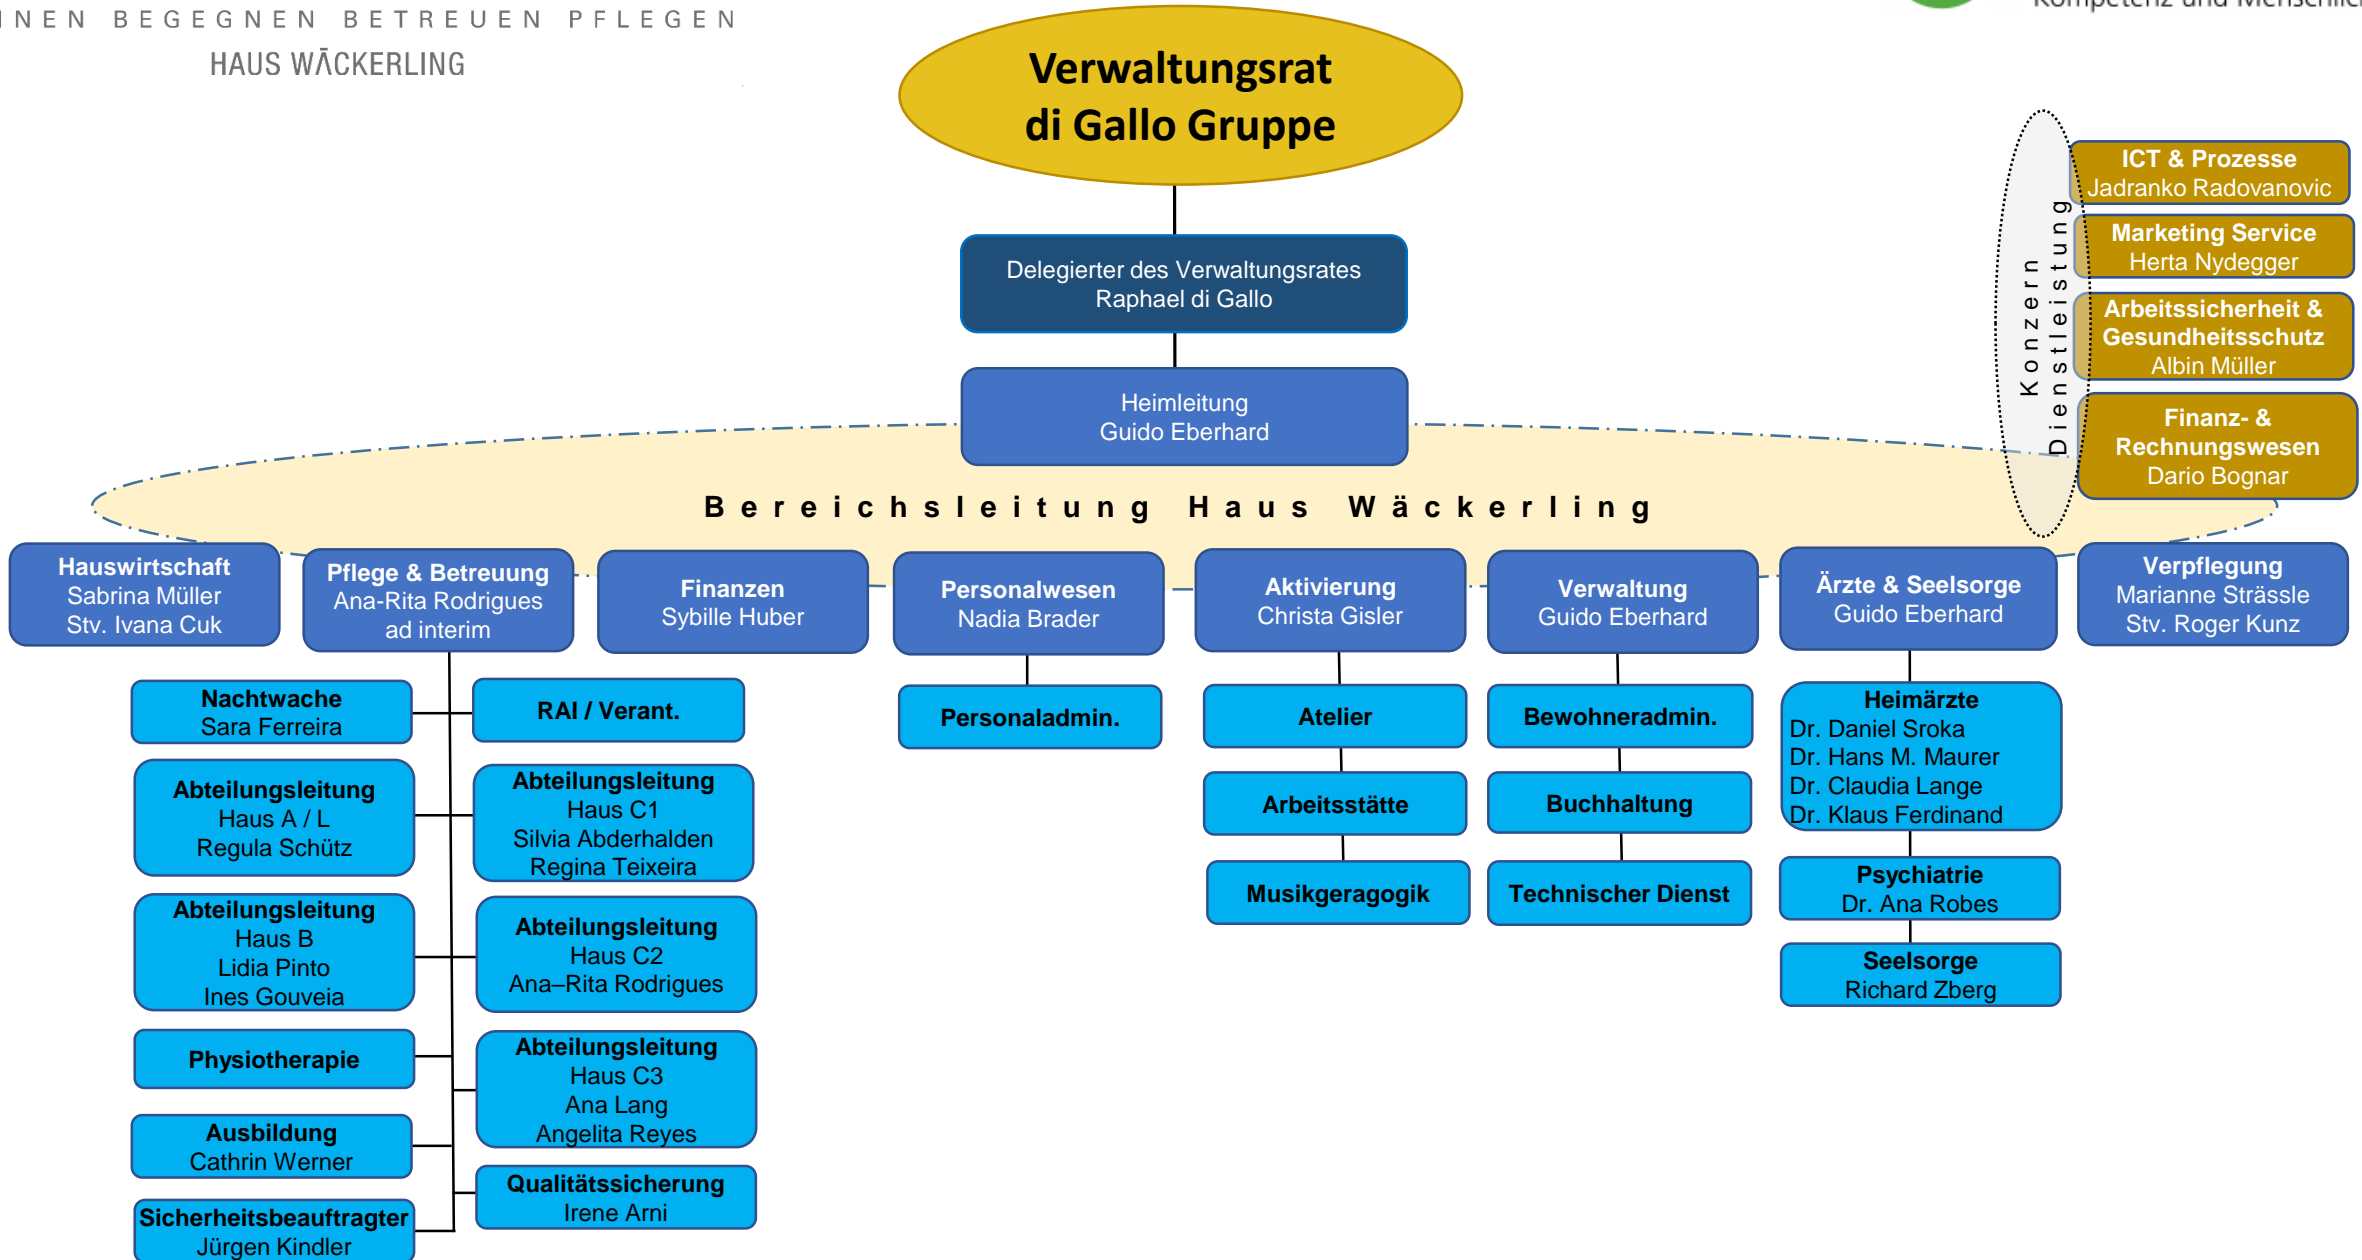 BEGEGNEN BETREUEN PFLEGEN
HAUS WÄCKERLING
Verwaltungsrat
di Gallo Gruppe
Delegierter des Verwaltungsrates
Raphael di Gallo
Heimleitung
Guido Eberhard
Konzern
Dienstleistung
ICT & Prozesse
Jadranko Radovanovic
Marketing Service
Herta Nydegger
Arbeitssicherheit &
Gesundheitsschutz
Albin Müller
Finanz- &
Rechnungswesen
Dario Bognar
Bereichsleitung Haus Wäckerling
Hauswirtschaft
Sabrina Müller
Stv. Ivana Cuk
Pflege & Betreuung
Ana-Rita Rodrigues
ad interim
Finanzen
Sybille Huber
Personalwesen
Nadia Brader
Aktivierung
Christa Gisler
Verwaltung
Guido Eberhard
Ärzte & Seelsorge
Guido Eberhard
Verpflegung
Marianne Strässle
Stv. Roger Kunz
Nachtwache
Sara Ferreira
RAI / Verant.
Abteilungsleitung
Haus A / L
Regula Schütz
Abteilungsleitung
Haus C1
Silvia Abderhalden
Regina Teixeira
Abteilungsleitung
Haus B
Lidia Pinto
Ines Gouveia
Abteilungsleitung
Haus C2
Ana–Rita Rodrigues
Physiotherapie
Abteilungsleitung
Haus C3
Ana Lang
Angelita Reyes
Ausbildung
Cathrin Werner
Qualitätssicherung
Irene Arni
Sicherheitsbeauftragter
Jürgen Kindler
Personaladmin.
Atelier
Arbeitsstätte
Musikgeragogik
Bewohneradmin.
Buchhaltung
Technischer Dienst
Heimärzte
Dr. Daniel Sroka
Dr. Hans M. Maurer
Dr. Claudia Lange
Dr. Klaus Ferdinand
Psychiatrie
Dr. Ana Robes
Seelsorge
Richard Zberg